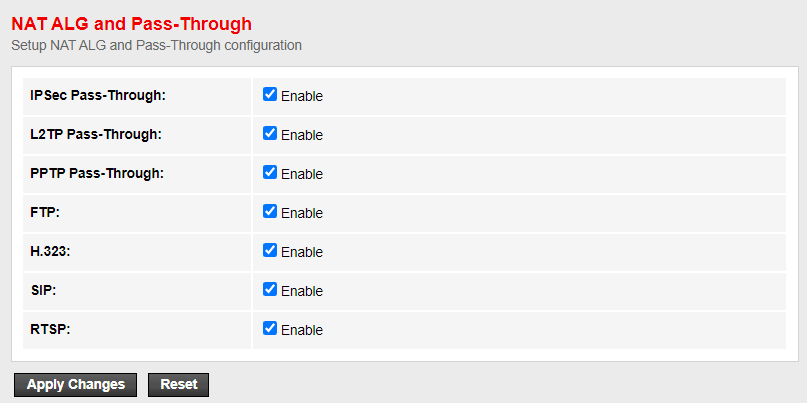 NAT ALG and Pass-Through
Setup NAT ALG and Pass-Through configuration
IPSec Pass-Through: Enable
L2TP Pass-Through: Enable
PPTP Pass-Through: Enable
FTP: Enable
H.323: Enable
SIP: Enable
RTSP: Enable
Apply Changes Reset